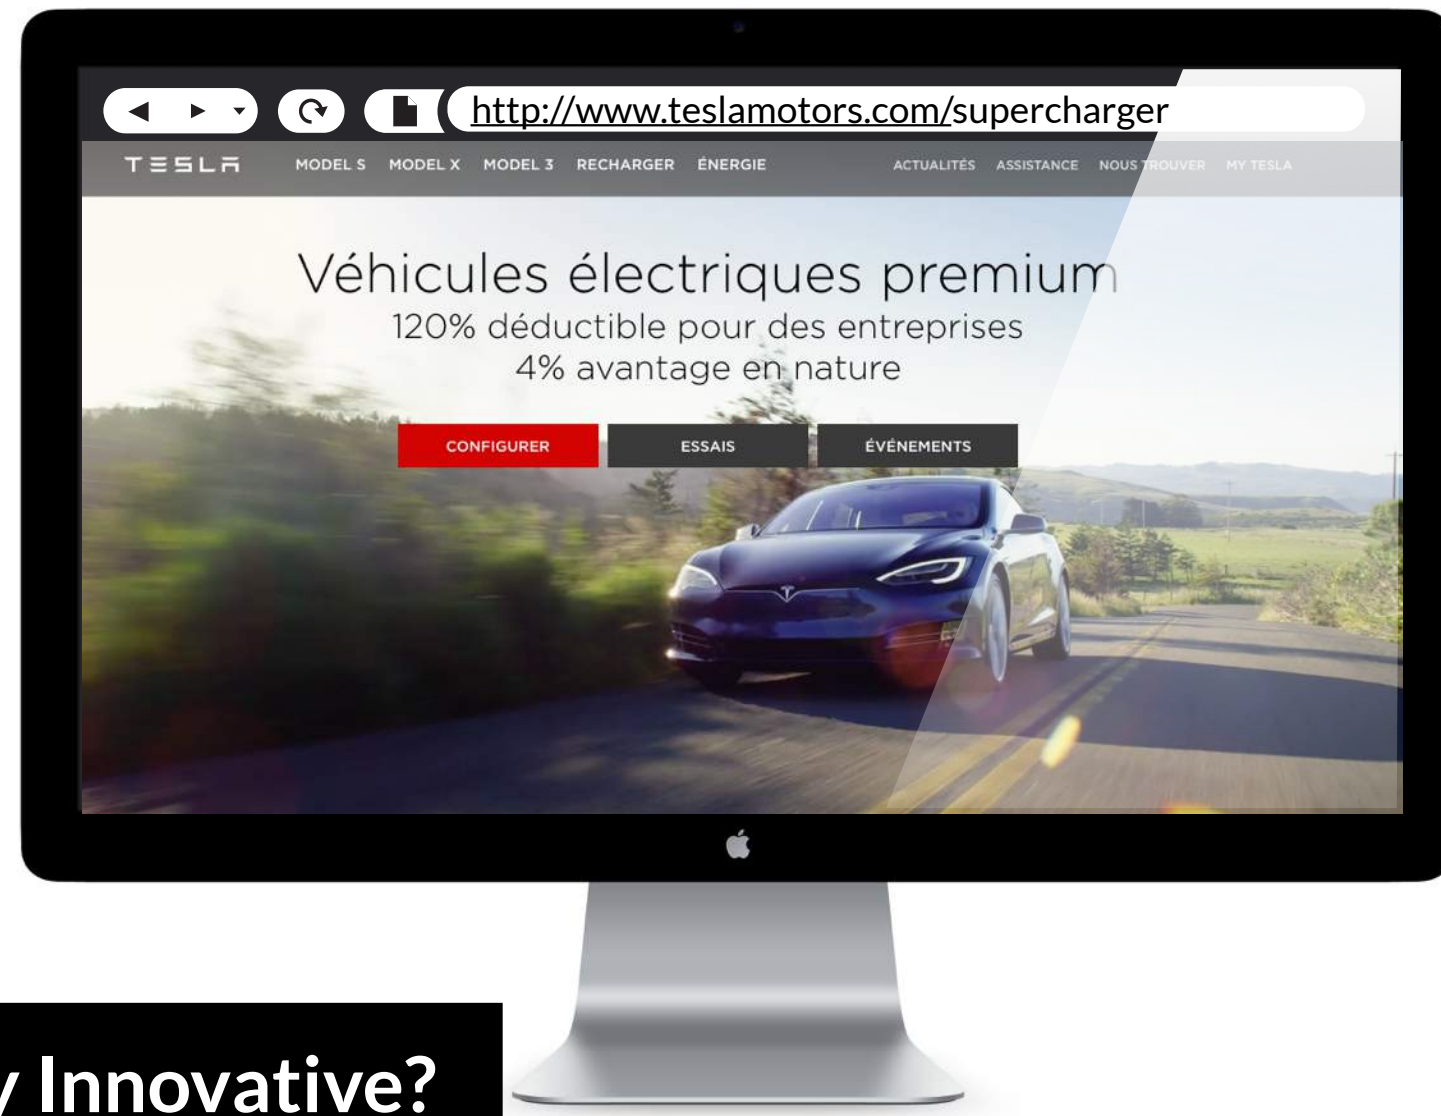 http://www.teslamotors.com/supercharger
TESLA MODEL S MODEL X MODEL 3 RECHARGER ÉNERGIE ACTUALITÉS ASSISTANCE NOUS TROUVER MY TESLA
Véhicules électriques premium
120% déductible pour des entreprises
4% avantage en nature
CONFIGURER ESSAIS ÉVÉNEMENTS
Innovative?